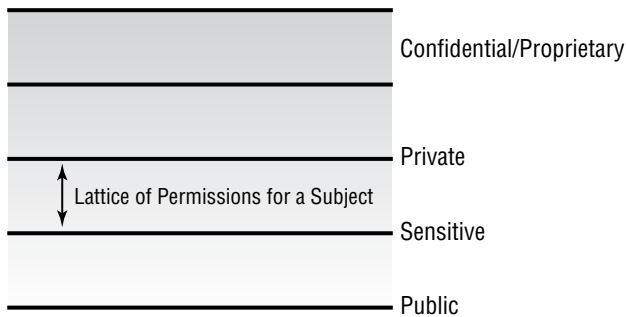 Confidential/Proprietary
Private
Lattice of Permissions for a Subject
Sensitive
Public